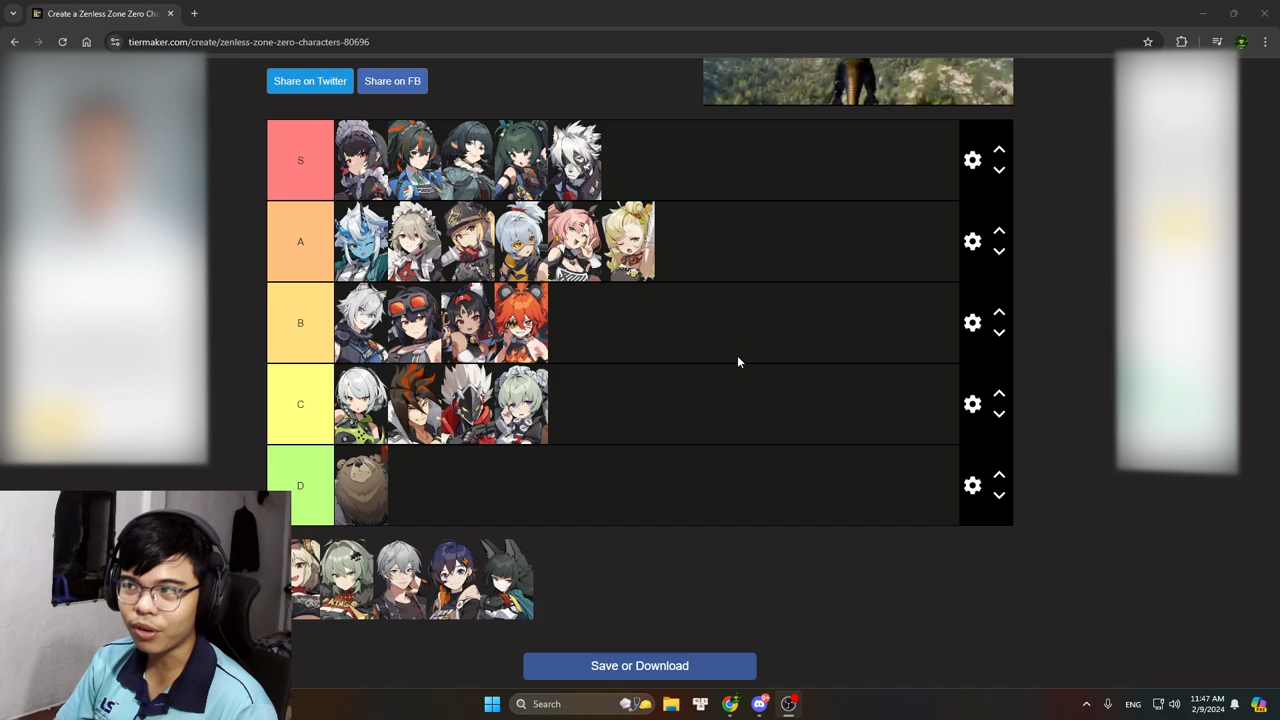 Create a Zenless Zone Zero Cha
tiermaker.com/create/zenless-zone-zero-characters-80696
Share on Twitter
Share on FB
S
A
B
C
D
Save or Download
Search
ENG
11:47 AM
2/9/2024